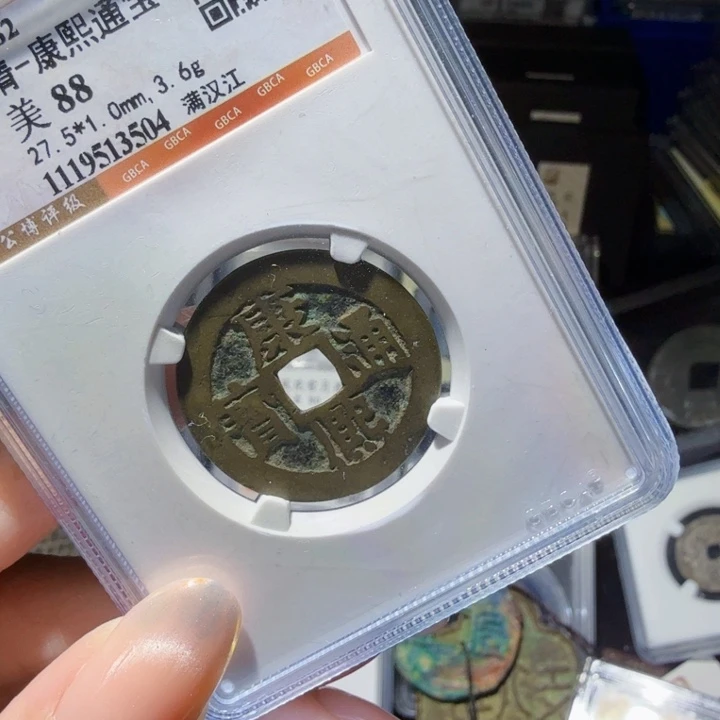 清-康熙通宝
美 88
27.5*1.0mm, 3.6g 满汉江
1119513504
GBCA GBCA GBCA GBCA GBCA
公博评级
康熙通寶